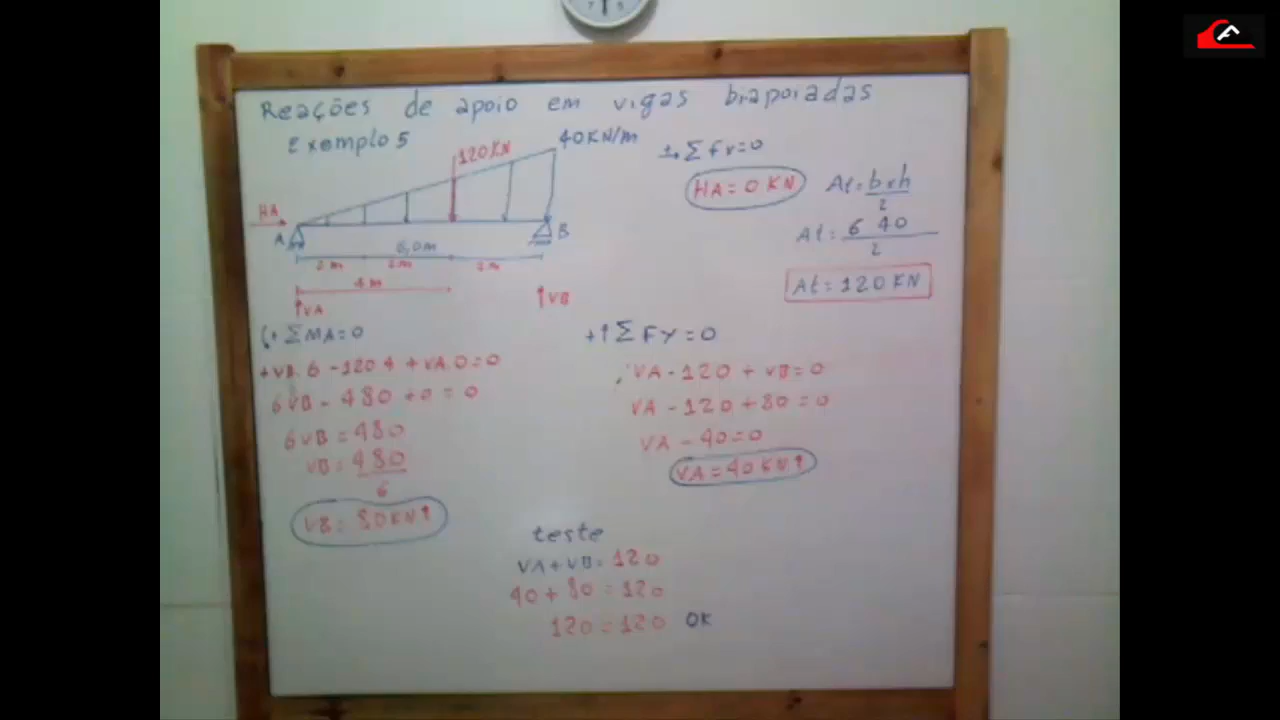 Reações de apoio em vigas biapoiadas
Exemplo 5
40KN/m
120KN
HA
A
B
6,0m
2m 2m 2m
4m
VA
VB
+ ΣFX=0
HA=0 KN
At=bxh/2
At=6 40/2
At=120KN
+ ΣMA=0
+VB.6-120.4+VA.0=0
6VB-480+0=0
6VB=480
VB=480/6
VB=80KN↑
+↑ΣFY=0
VA-120+VB=0
VA-120+80=0
VA-40=0
VA=40KN↑
teste
VA+VB=120
40+80=120
120=120 OK